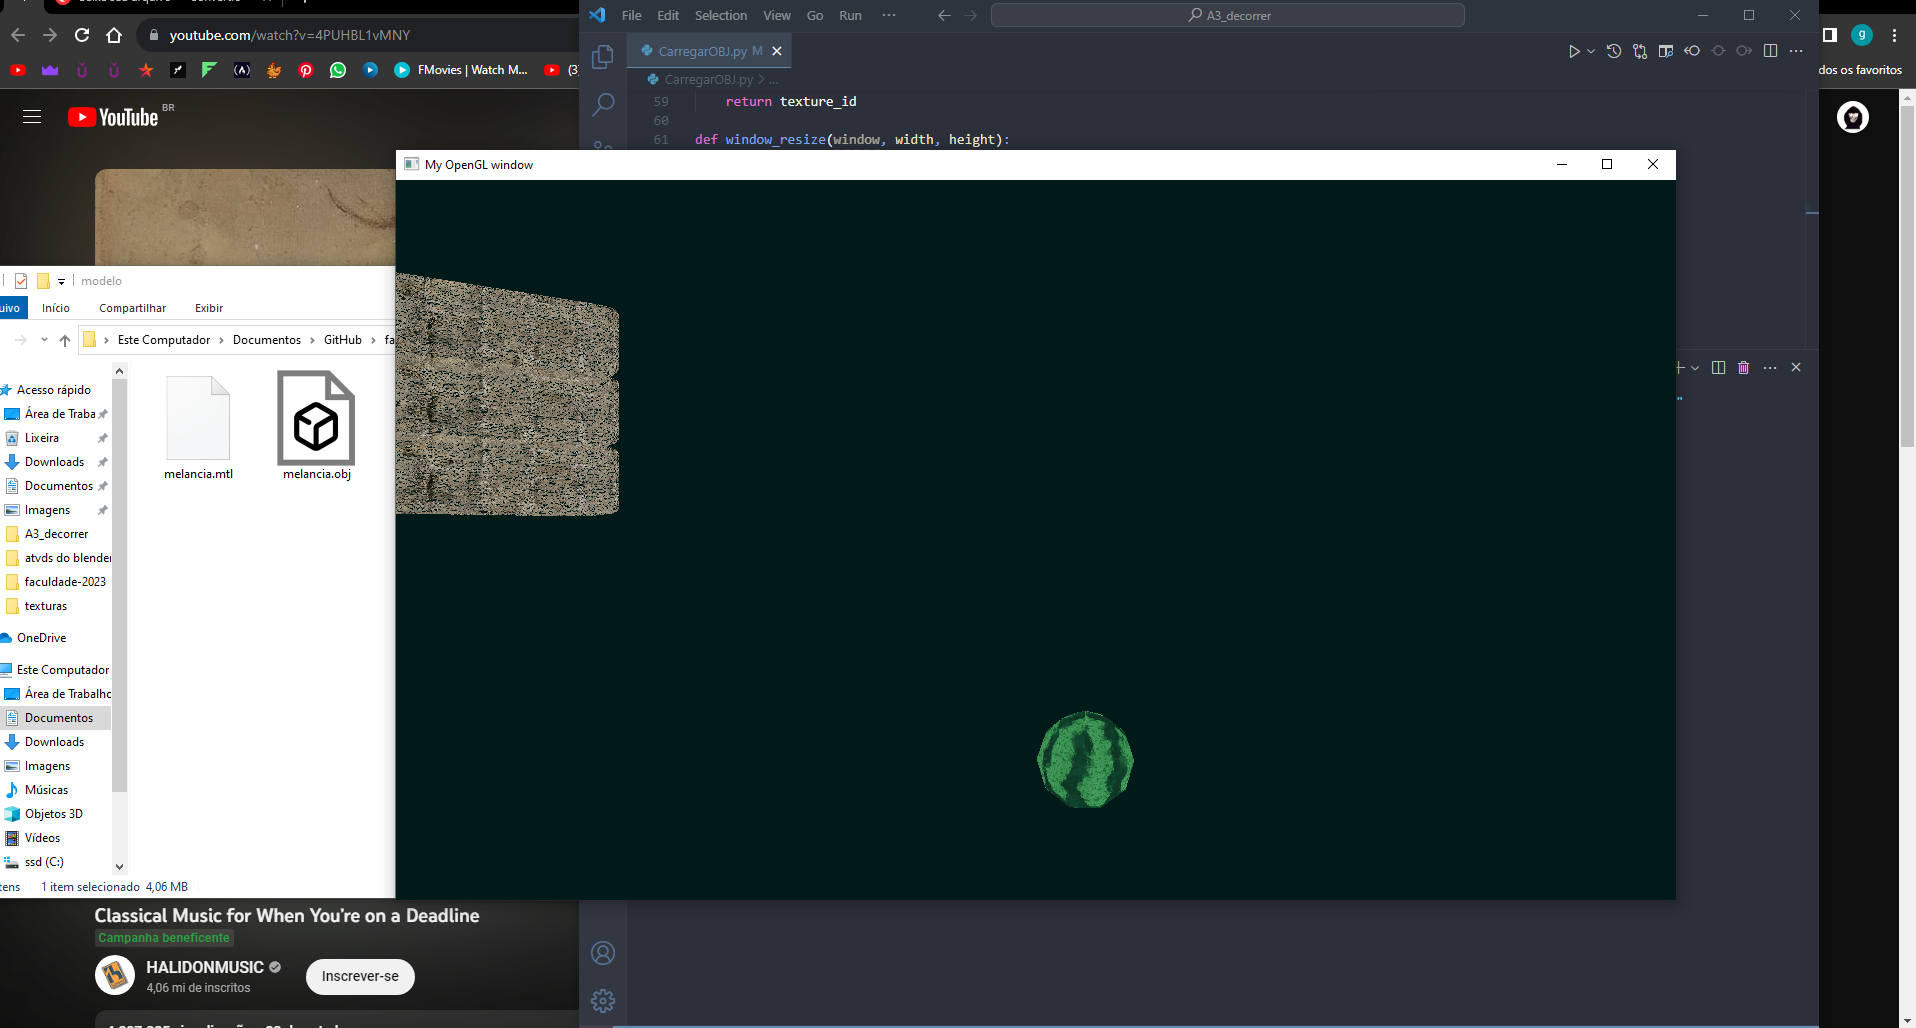 youtube.com/watch?v=4PUHBL1vMNY
FMovies | Watch M...
YouTube BR
File Edit Selection View Go Run ...
A3_decorrer
CarregarOBJ.py M
CarregarOBJ.py > ...
59 return texture_id
60
61 def window_resize(window, width, height):
dos os favoritos
g
My OpenGL window
modelo
uivo Início Compartilhar Exibir
Este Computador > Documentos > GitHub > fa
Acesso rápido
Área de Traba
Lixeira
Downloads
Documentos
Imagens
A3_decorrer
atvds do blender
faculdade-2023
texturas
OneDrive
Este Computador
Área de Trabalho
Documentos
Downloads
Imagens
Músicas
Objetos 3D
Vídeos
ssd (C:)
melancia.mtl
melancia.obj
tens 1 item selecionado 4,06 MB
Classical Music for When You're on a Deadline
Campanha beneficente
HALIDONMUSIC
4,06 mi de inscritos
Inscrever-se